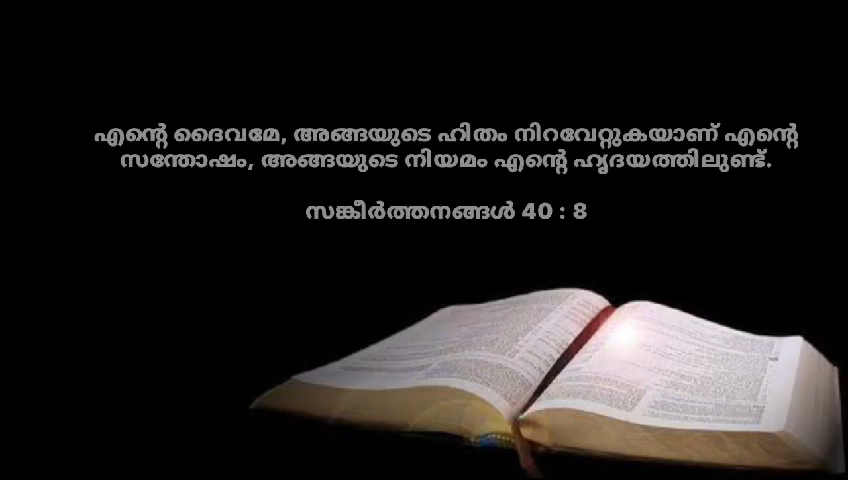 എന്റെ ദൈവമേ, അങ്ങയുടെ ഹിതം നിറവേറ്റുകയാണ് എന്റെ
സന്തോഷം, അങ്ങയുടെ നിയമം എന്റെ ഹൃദയത്തിലുണ്ട്.
സങ്കീർത്തനങ്ങൾ 40 : 8